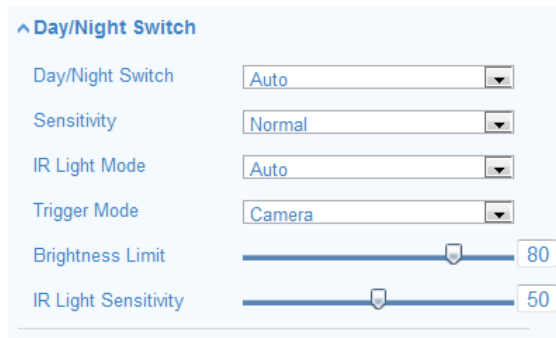 Day/Night Switch
Day/Night Switch Auto
Sensitivity Normal
IR Light Mode Auto
Trigger Mode Camera
Brightness Limit 80
IR Light Sensitivity 50